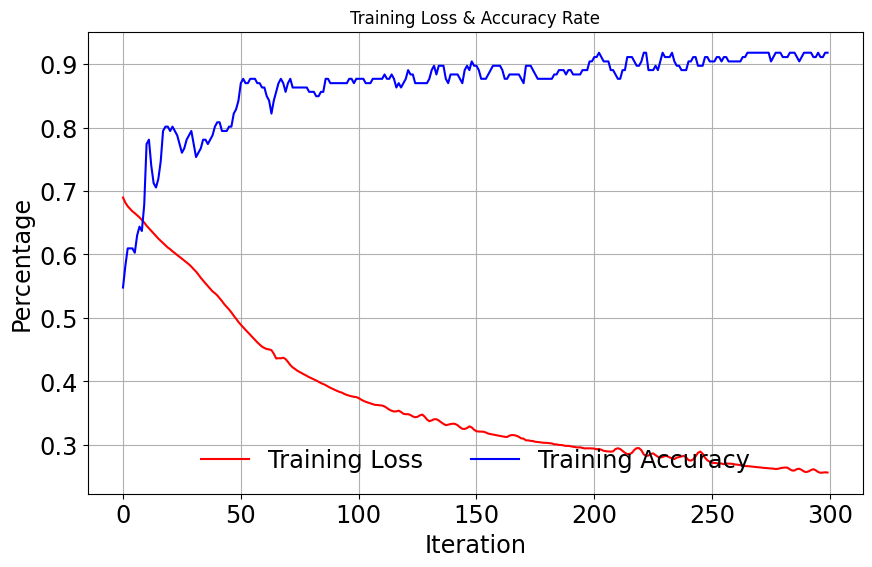 Training Loss & Accuracy Rate
0.9
0.8
0.7
0.6
0.5
0.4
0.3
Percentage
Training Loss Training Accuracy
0 50 100 150 200 250 300
Iteration